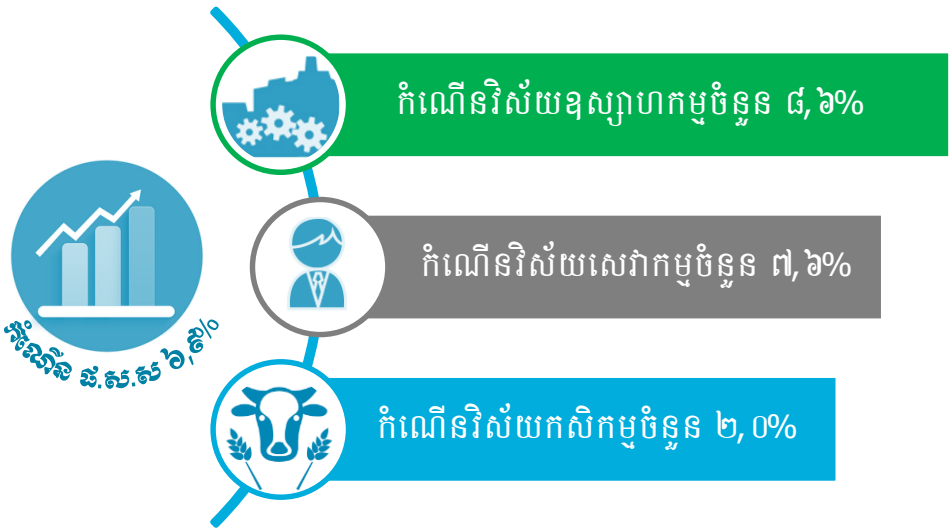 កំណើនវិស័យឧស្សាហកម្មចំនួន ៨,៦%
កំណើនវិស័យសេវាកម្មចំនួន ៧,៦%
កំណើន ផ.ស.ស ៦,៩%
កំណើនវិស័យកសិកម្មចំនួន ២,0%